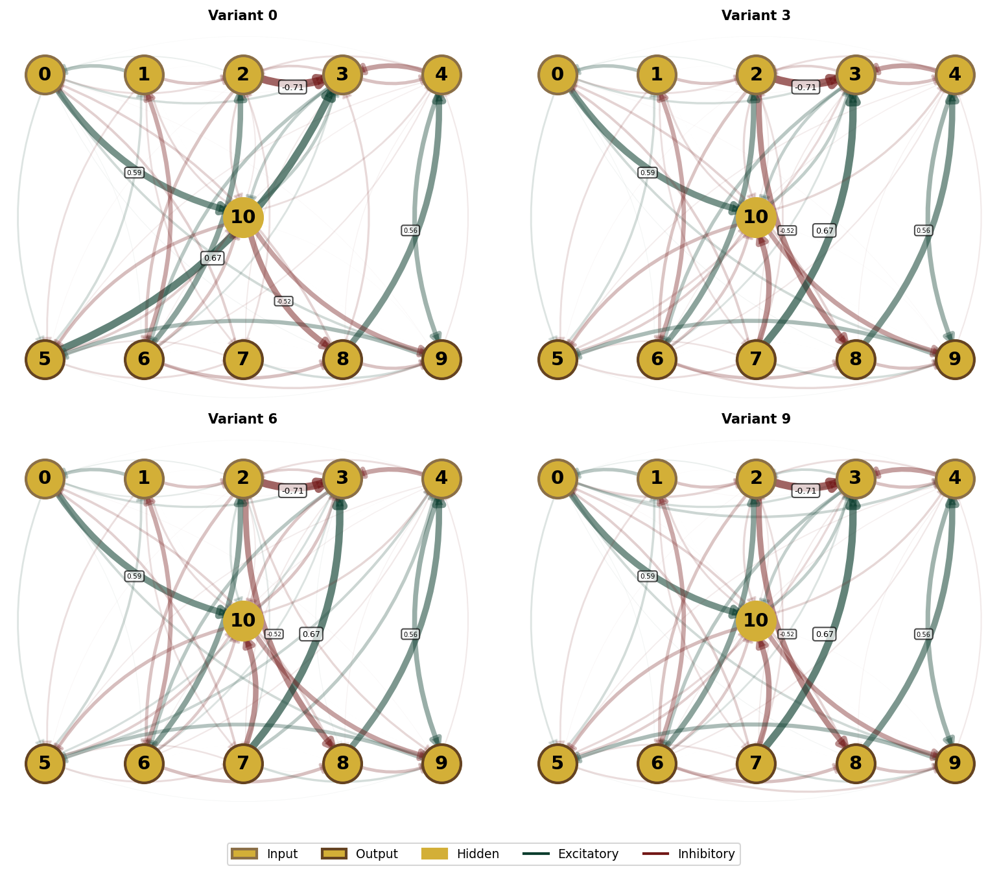 Variant 0
0 1 2 3 4
-0.71
0.59
10
0.56
0.67
-0.52
5 6 7 8 9
Variant 3
0 1 2 3 4
-0.71
0.59
10
-0.52 0.67 0.56
5 6 7 8 9
Variant 6
0 1 2 3 4
-0.71
0.59
10
-0.52 0.67 0.56
5 6 7 8 9
Variant 9
0 1 2 3 4
-0.71
0.59
10
-0.52 0.67 0.56
5 6 7 8 9
Input Output Hidden Excitatory Inhibitory